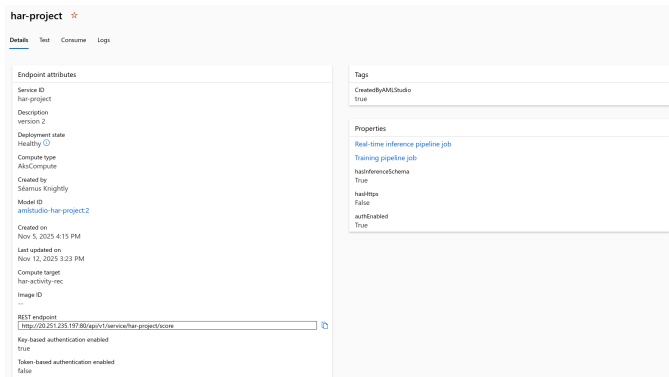 har-project
Details Test Consume Logs
Endpoint attributes
Service ID
har-project
Description
version 2
Deployment state
Healthy
Compute type
AksCompute
Created by
Séamus Knightly
Model ID
amlstudio-har-project:2
Created on
Nov 5, 2025 4:15 PM
Last updated on
Nov 12, 2025 3:23 PM
Compute target
har-activity-rec
Image ID
--
REST endpoint
http://20.251.235.197:80/api/v1/service/har-project/score
Key-based authentication enabled
true
Token-based authentication enabled
false
Tags
CreatedByAMLStudio
true
Properties
Real-time inference pipeline job
Training pipeline job
hasInferenceSchema
True
hasHttps
False
authEnabled
True